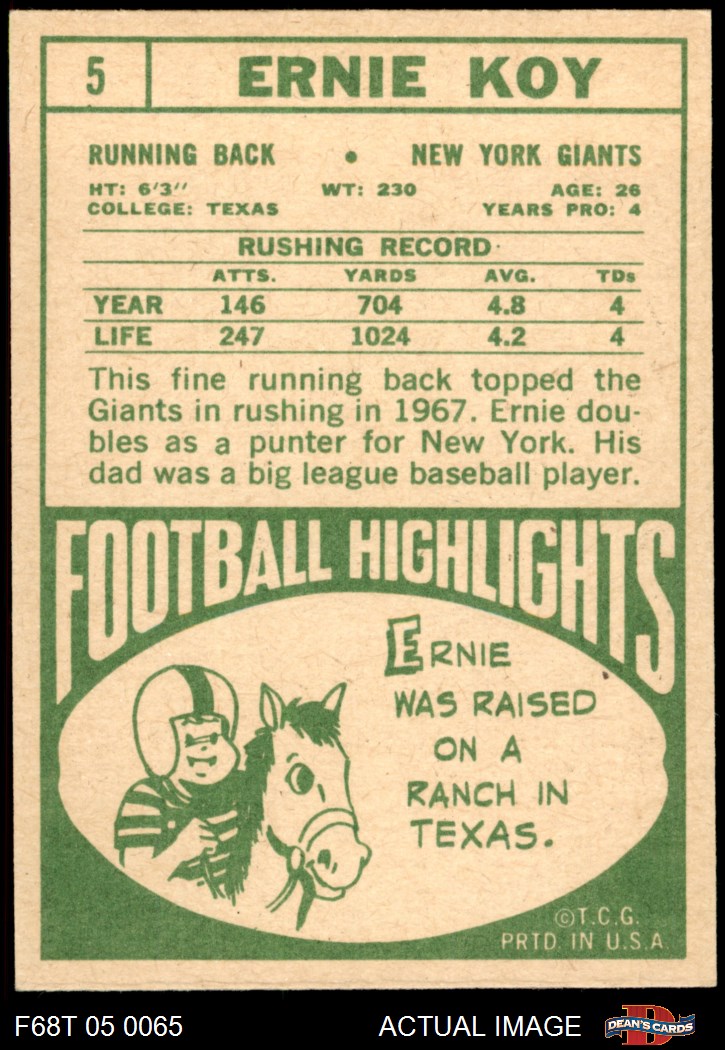 5 ERNIE KOY
RUNNING BACK • NEW YORK GIANTS
HT: 6'3" WT: 230 AGE: 26
COLLEGE: TEXAS YEARS PRO: 4
RUSHING RECORD
ATTS. YARDS AVG. TDs
YEAR 146 704 4.8 4
LIFE 247 1024 4.2 4
This fine running back topped the
Giants in rushing in 1967. Ernie dou-
bles as a punter for New York. His
dad was a big league baseball player.
FOOTBALL HIGHLIGHTS
ERNIE
WAS RAISED
ON A
RANCH IN
TEXAS.
©T.C.G.
PRTD. IN U.S.A.
F68T 05 0065 ACTUAL IMAGE D DEAN'S CARDS